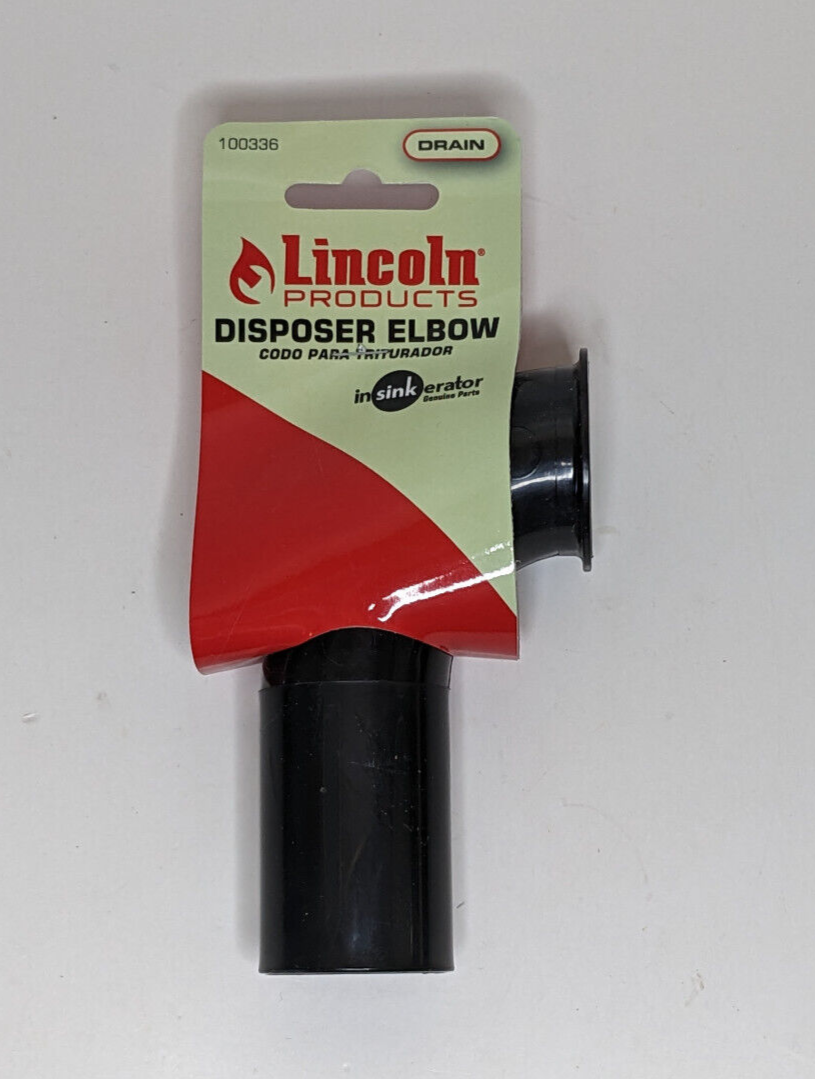 100336
DRAIN
Lincoln®
PRODUCTS
DISPOSER ELBOW
CODO PARA TRITURADOR
insinkerator
Genuine Parts